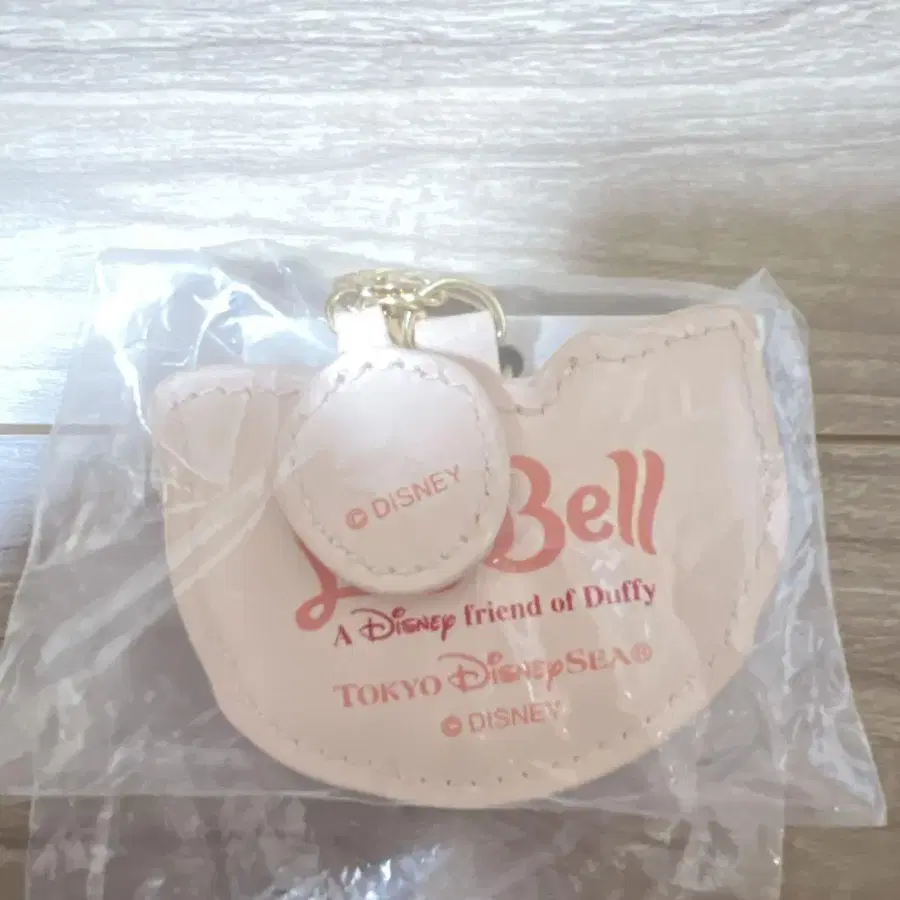 © DISNEY
Bell
A Disney friend of Duffy
TOKYO DISNEYSEA®
© DISNEY